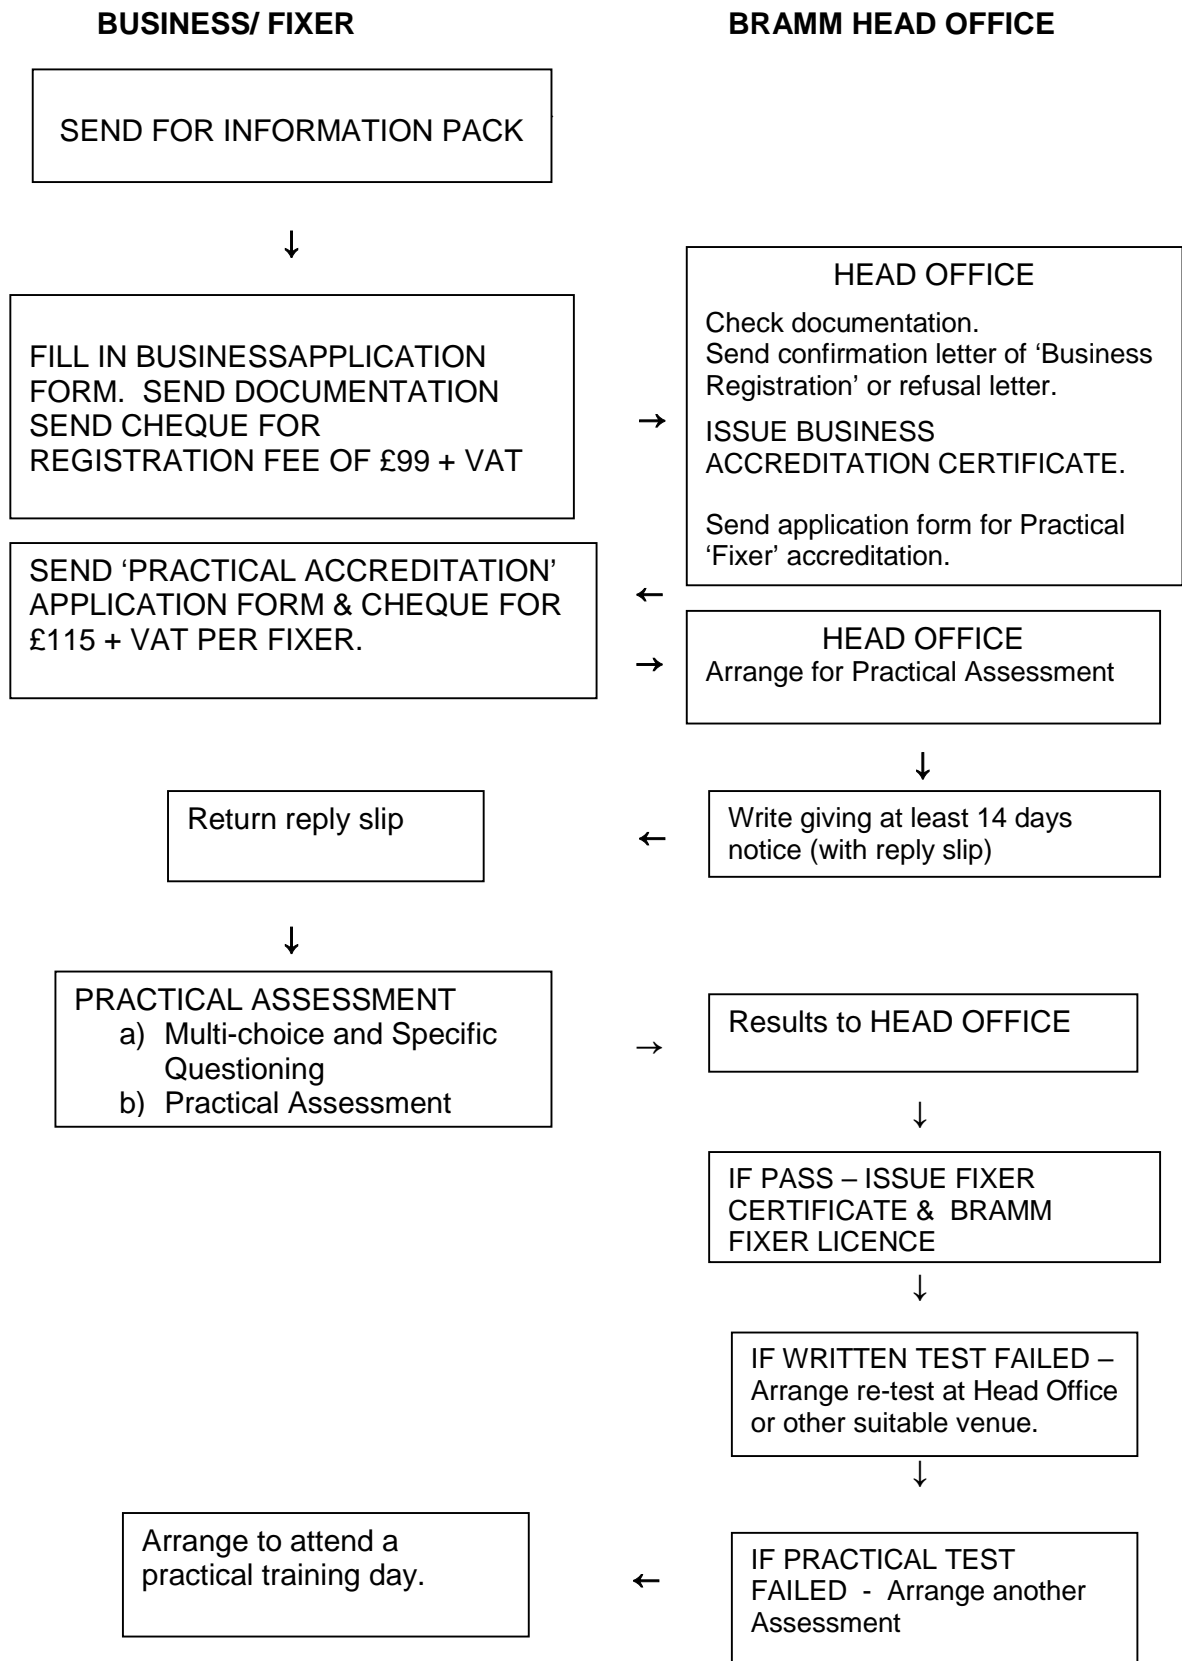 BUSINESS/ FIXER
BRAMM HEAD OFFICE
SEND FOR INFORMATION PACK
↓
FILL IN BUSINESSAPPLICATION
FORM.  SEND DOCUMENTATION
SEND CHEQUE FOR
REGISTRATION FEE OF £99 + VAT
→
HEAD OFFICE
Check documentation.
Send confirmation letter of ‘Business
Registration’ or refusal letter.
ISSUE BUSINESS
ACCREDITATION CERTIFICATE.
Send application form for Practical
‘Fixer’ accreditation.
←
SEND ‘PRACTICAL ACCREDITATION’
APPLICATION FORM & CHEQUE FOR
£115 + VAT PER FIXER.
→
HEAD OFFICE
Arrange for Practical Assessment
↓
Write giving at least 14 days
notice (with reply slip)
←
Return reply slip
↓
PRACTICAL ASSESSMENT
a) Multi-choice and Specific
Questioning
b) Practical Assessment
→
Results to HEAD OFFICE
↓
IF PASS – ISSUE FIXER
CERTIFICATE &  BRAMM
FIXER LICENCE
↓
IF WRITTEN TEST FAILED –
Arrange re-test at Head Office
or other suitable venue.
↓
IF PRACTICAL TEST
FAILED  -  Arrange another
Assessment
←
Arrange to attend a
practical training day.